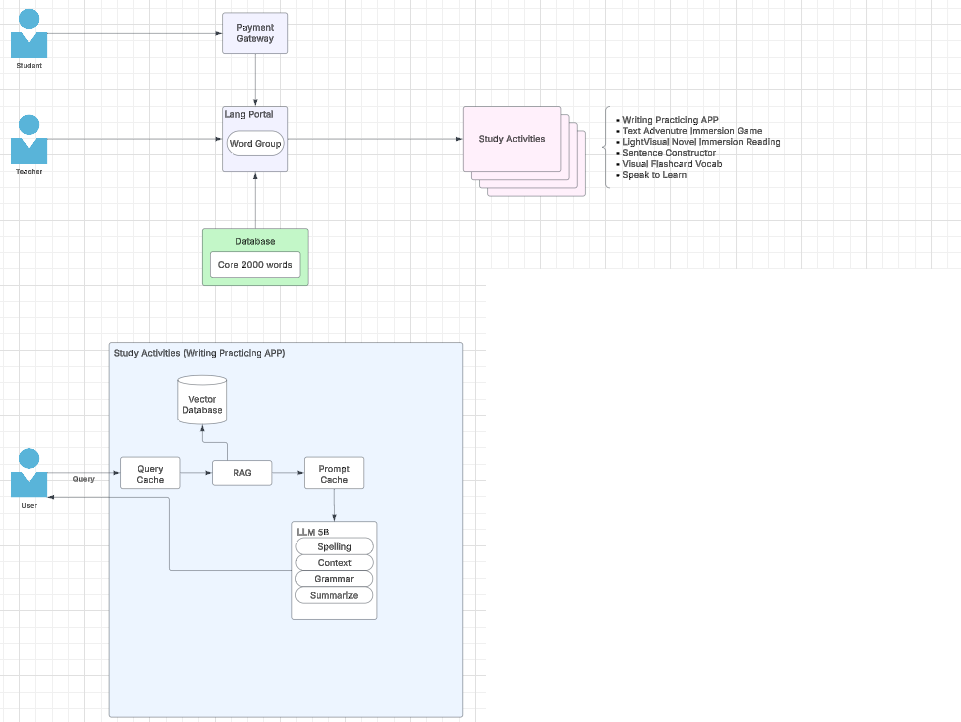 Payment
Gateway
Studant
Lang Portal
Word Group
Teacher
Study Activities
• Writing Practicing APP
• Text Advenutre Immersion Game
• LightVisual Novel Immersion Reading
• Sentence Constructor
• Visual Flashcard Vocab
• Speak to Learn
Database
Core 2000 words
Study Activities (Writing Practicing APP)
Vector
Database
Query
Cache
RAG
Prompt
Cache
Query
User
LLM 5B
Spelling
Context
Grammar
Summarize